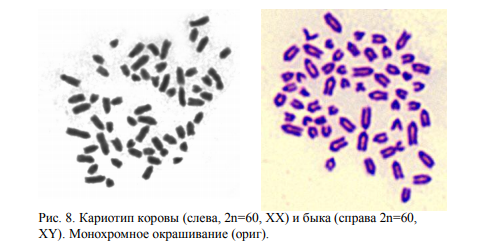 Рис. 8. Кариотип коровы (слева, 2n=60, XX) и быка (справа 2n=60,
XY). Монохромное окрашивание (ориг).